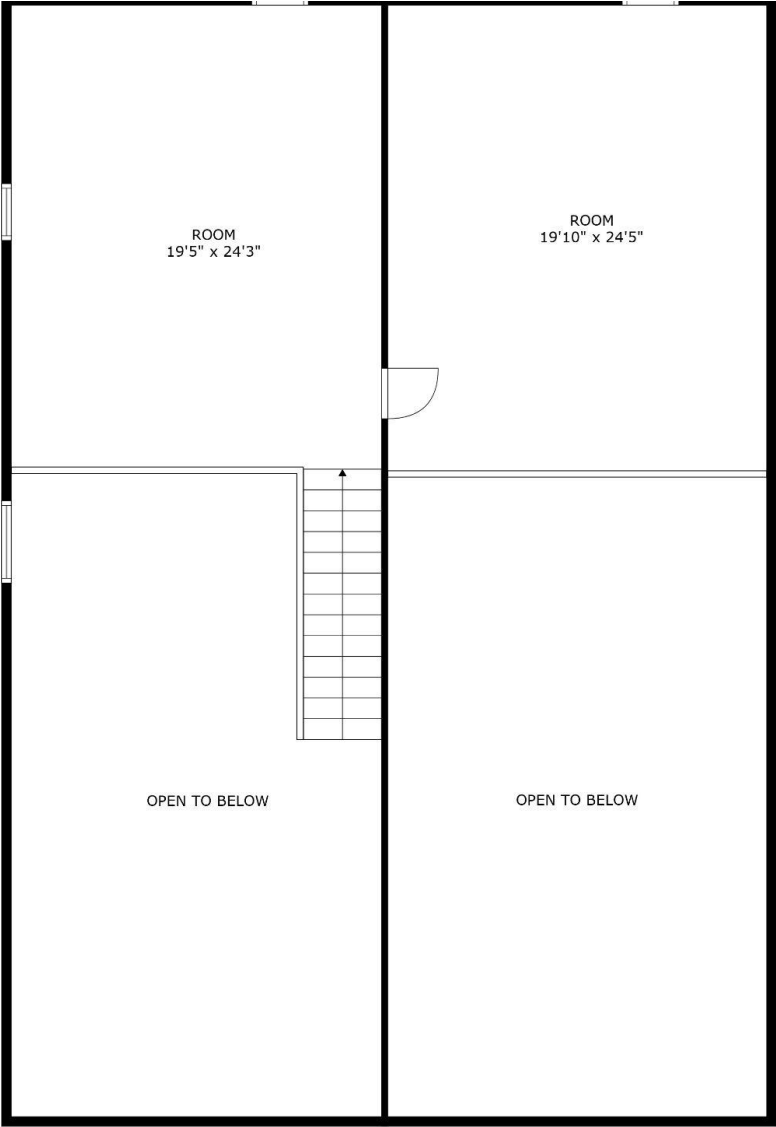 ROOM
19'5" x 24'3"
ROOM
19'10" x 24'5"
OPEN TO BELOW
OPEN TO BELOW